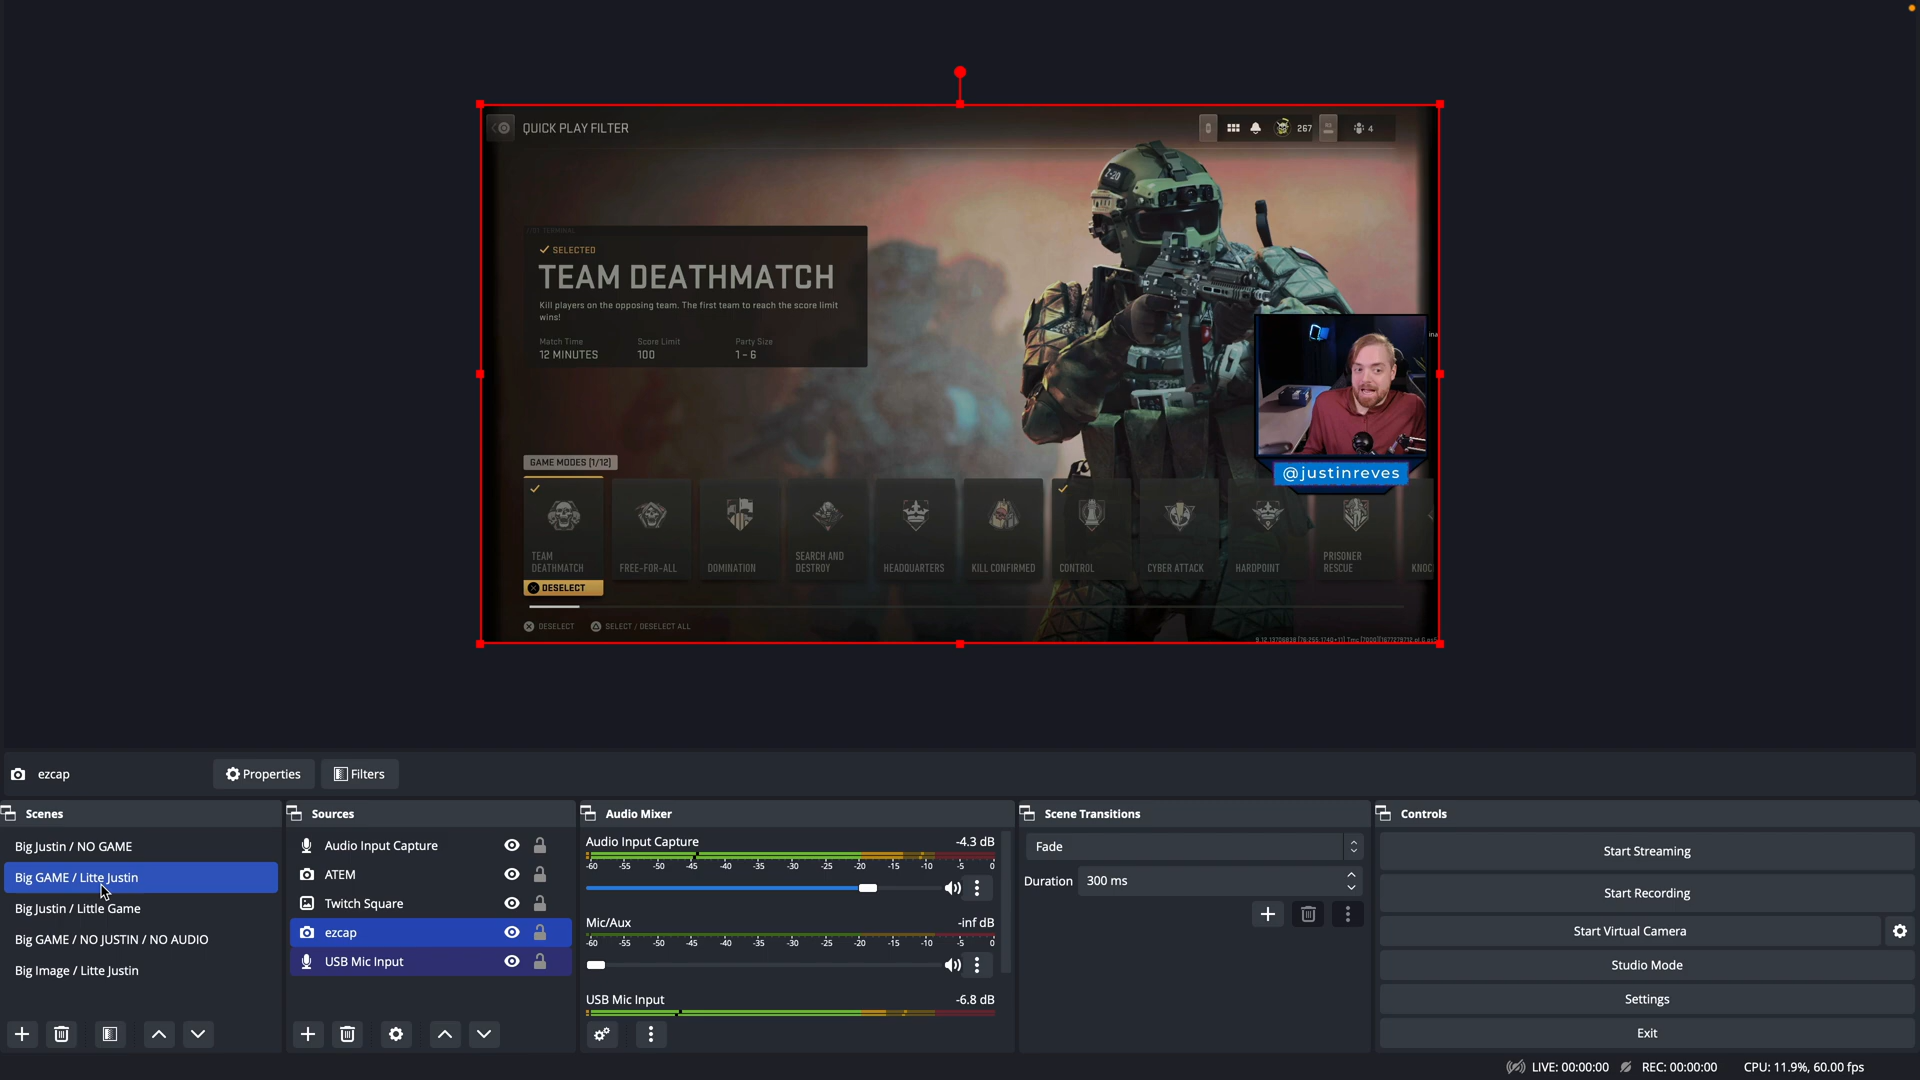 QUICK PLAY FILTER
267
4
SELECTED
TEAM DEATHMATCH
Kill players on the opposing team. The first team to reach the score limit
wins!
Match Time
Score Limit
Party Size
12 MINUTES
100
1 - 6
@justinreves
GAME MODES [1/12]
TEAM
DEATHMATCH
FREE-FOR-ALL
DOMINATION
SEARCH AND
DESTROY
HEADQUARTERS
KILL CONFIRMED
CONTROL
CYBER ATTACK
HARDPOINT
PRISONER
RESCUE
KNOC
DESELECT
DESELECT
SELECT / DESELECT ALL
ezcap
Properties
Filters
Scenes
Big Justin / NO GAME
Big GAME / Litte Justin
Big Justin / Little Game
Big GAME / NO JUSTIN / NO AUDIO
Big Image / Litte Justin
Sources
Audio Input Capture
ATEM
Twitch Square
ezcap
USB Mic Input
Audio Mixer
Audio Input Capture
-4.3 dB
-60 -55 -50 -45 -40 -35 -30 -25 -20 -15 -10 -5 0
Mic/Aux
-inf dB
-60 -55 -50 -45 -40 -35 -30 -25 -20 -15 -10 -5 0
USB Mic Input
-6.8 dB
Scene Transitions
Fade
Duration
300 ms
Controls
Start Streaming
Start Recording
Start Virtual Camera
Studio Mode
Settings
Exit
LIVE: 00:00:00
REC: 00:00:00
CPU: 11.9%, 60.00 fps